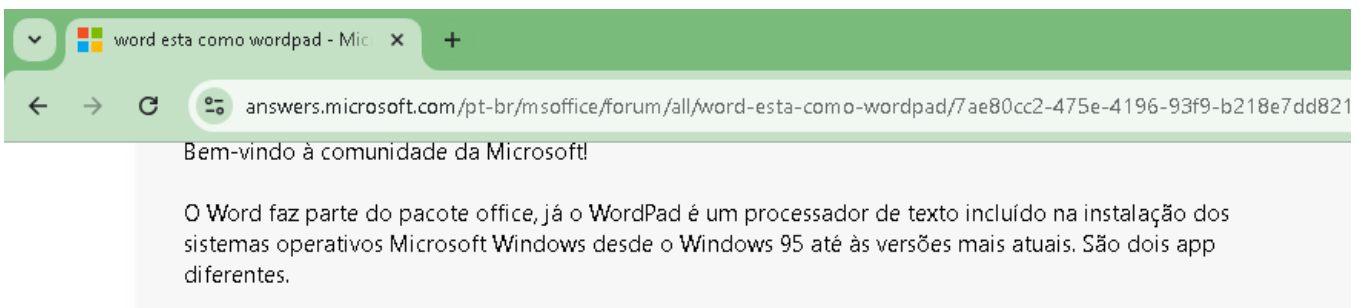 word esta como wordpad - Mic
answers.microsoft.com/pt-br/msoffice/forum/all/word-esta-como-wordpad/7ae80cc2-475e-4196-93f9-b218e7dd821
Bem-vindo à comunidade da Microsoft!
O Word faz parte do pacote office, já o WordPad é um processador de texto incluído na instalação dos
sistemas operativos Microsoft Windows desde o Windows 95 até às versões mais atuais. São dois app
diferentes.